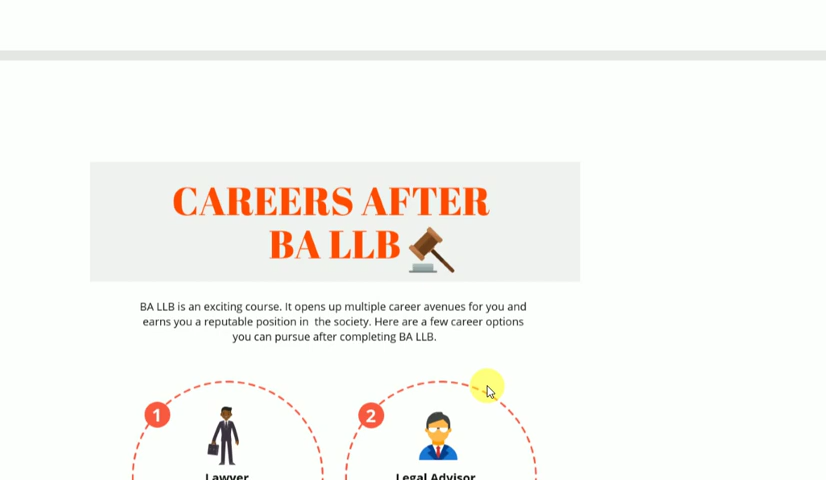 CAREERS AFTER
BA LLB
BA LLB is an exciting course. It opens up multiple career avenues for you and
earns you a reputable position in the society. Here are a few career options
you can pursue after completing BA LLB.
1
2
Lawyer
Legal Advisor